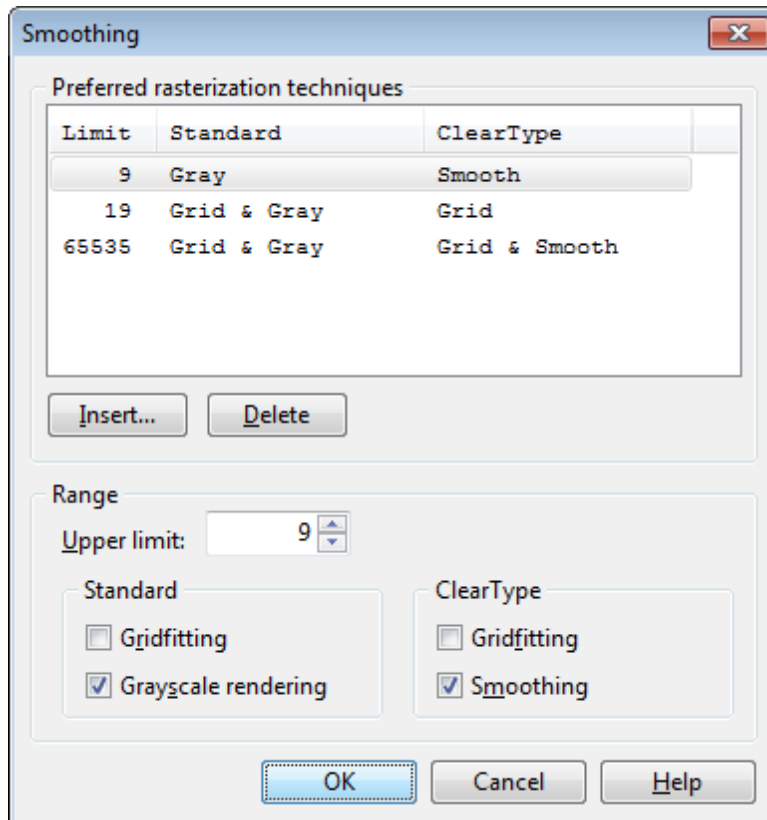 Smoothing
Preferred rasterization techniques
Limit Standard ClearType
9 Gray Smooth
19 Grid & Gray Grid
65535 Grid & Gray Grid & Smooth
Insert... Delete
Range
Upper limit: 9
Standard ClearType
Gridfitting Gridfitting
Grayscale rendering Smoothing
OK Cancel Help